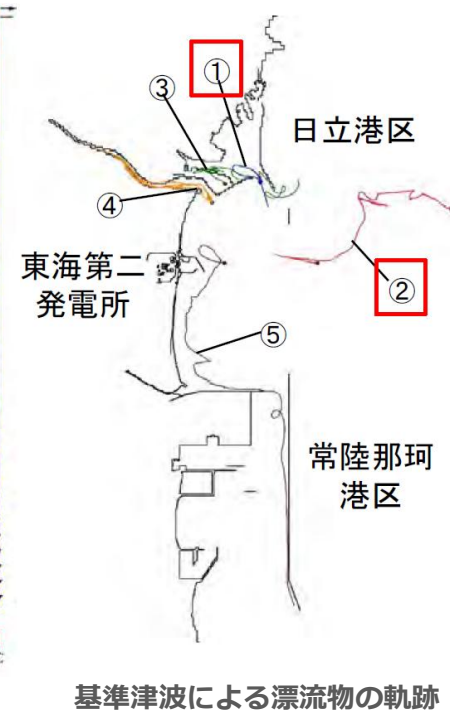 ①
③
日立港区
④
東海第二
発電所
②
⑤
常陸那珂
港区
基準津波による漂流物の軌跡